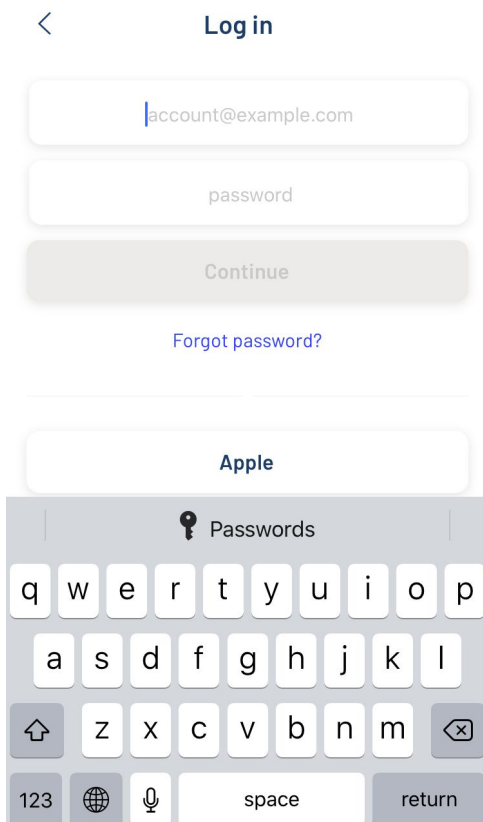 Log in
account@example.com
password
Continue
Forgot password?
Apple
Passwords
q w e r t y u i o p
a s d f g h j k l
z x c v b n m
123 space return